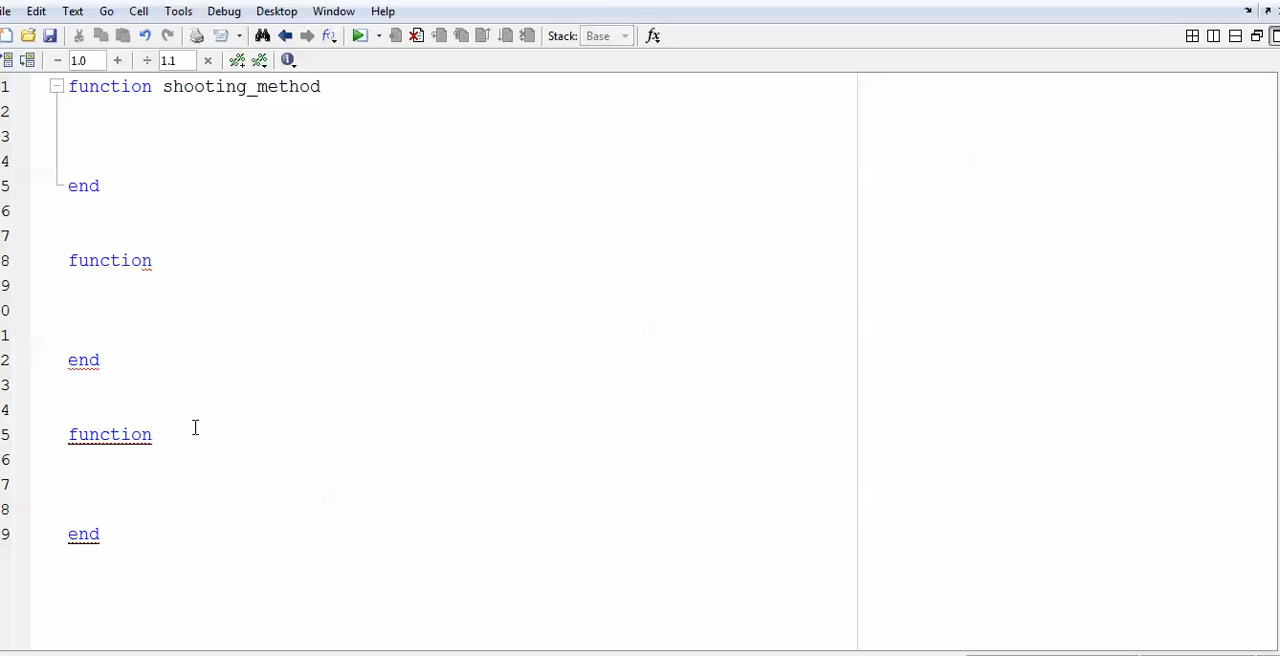 ile Edit Text Go Cell Tools Debug Desktop Window Help
Stack: Base fx
− 1.0 + ÷ 1.1 ×
1 function shooting_method
2
3
4
5 end
6
7
8 function
9
0
1
2 end
3
4
5 function
6
7
8
9 end